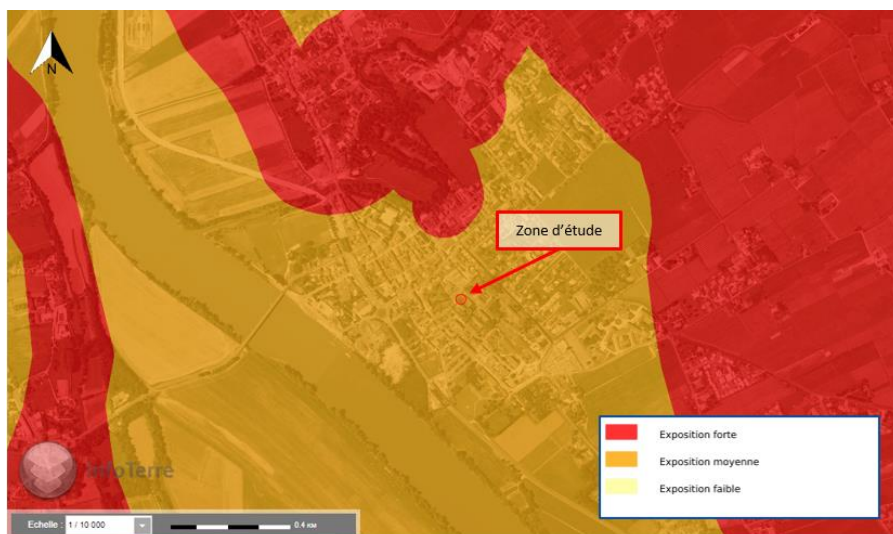 N
Zone d'étude
Exposition forte
Exposition moyenne
Exposition faible
InfoTerre
Echelle : 1 / 10 000
0.4 KM